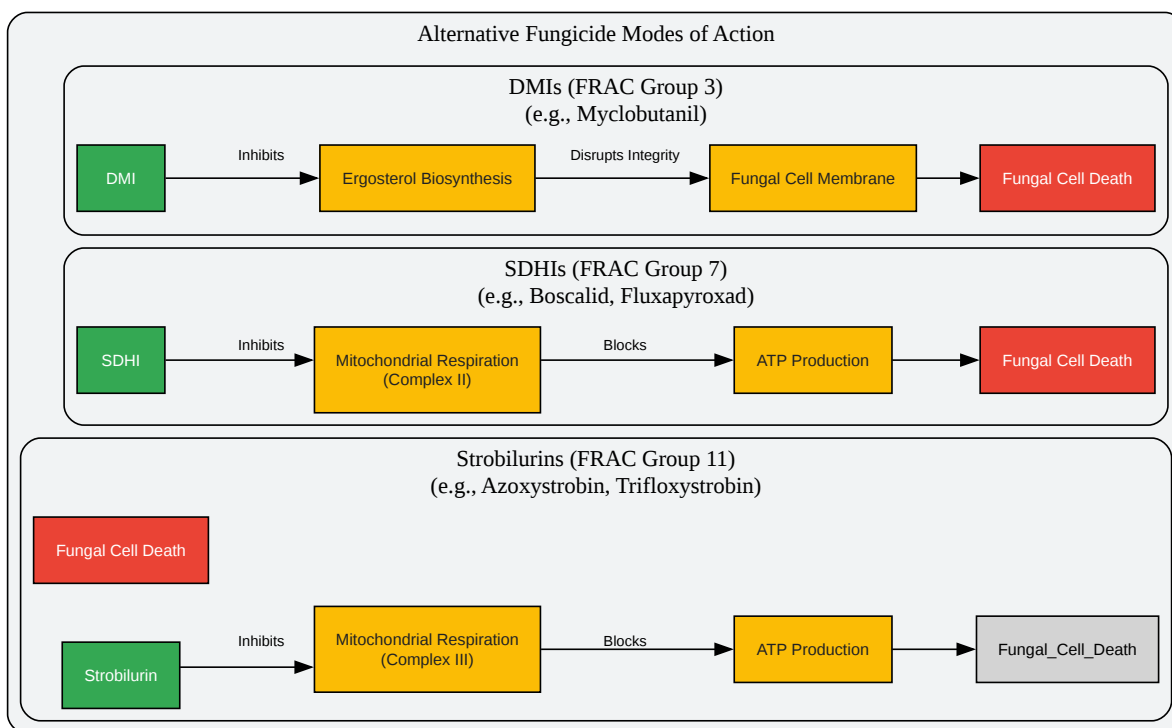 Alternative Fungicide Modes of Action
DMIs (FRAC Group 3)
(e.g., Myclobutanil)
DMI
Inhibits
Ergosterol Biosynthesis
Disrupts Integrity
Fungal Cell Membrane
Fungal Cell Death
SDHIs (FRAC Group 7)
(e.g., Boscalid, Fluxapyroxad)
SDHI
Inhibits
Mitochondrial Respiration
(Complex II)
Blocks
ATP Production
Fungal Cell Death
Strobilurins (FRAC Group 11)
(e.g., Azoxystrobin, Trifloxystrobin)
Fungal Cell Death
Strobilurin
Inhibits
Mitochondrial Respiration
(Complex III)
Blocks
ATP Production
Fungal_Cell_Death